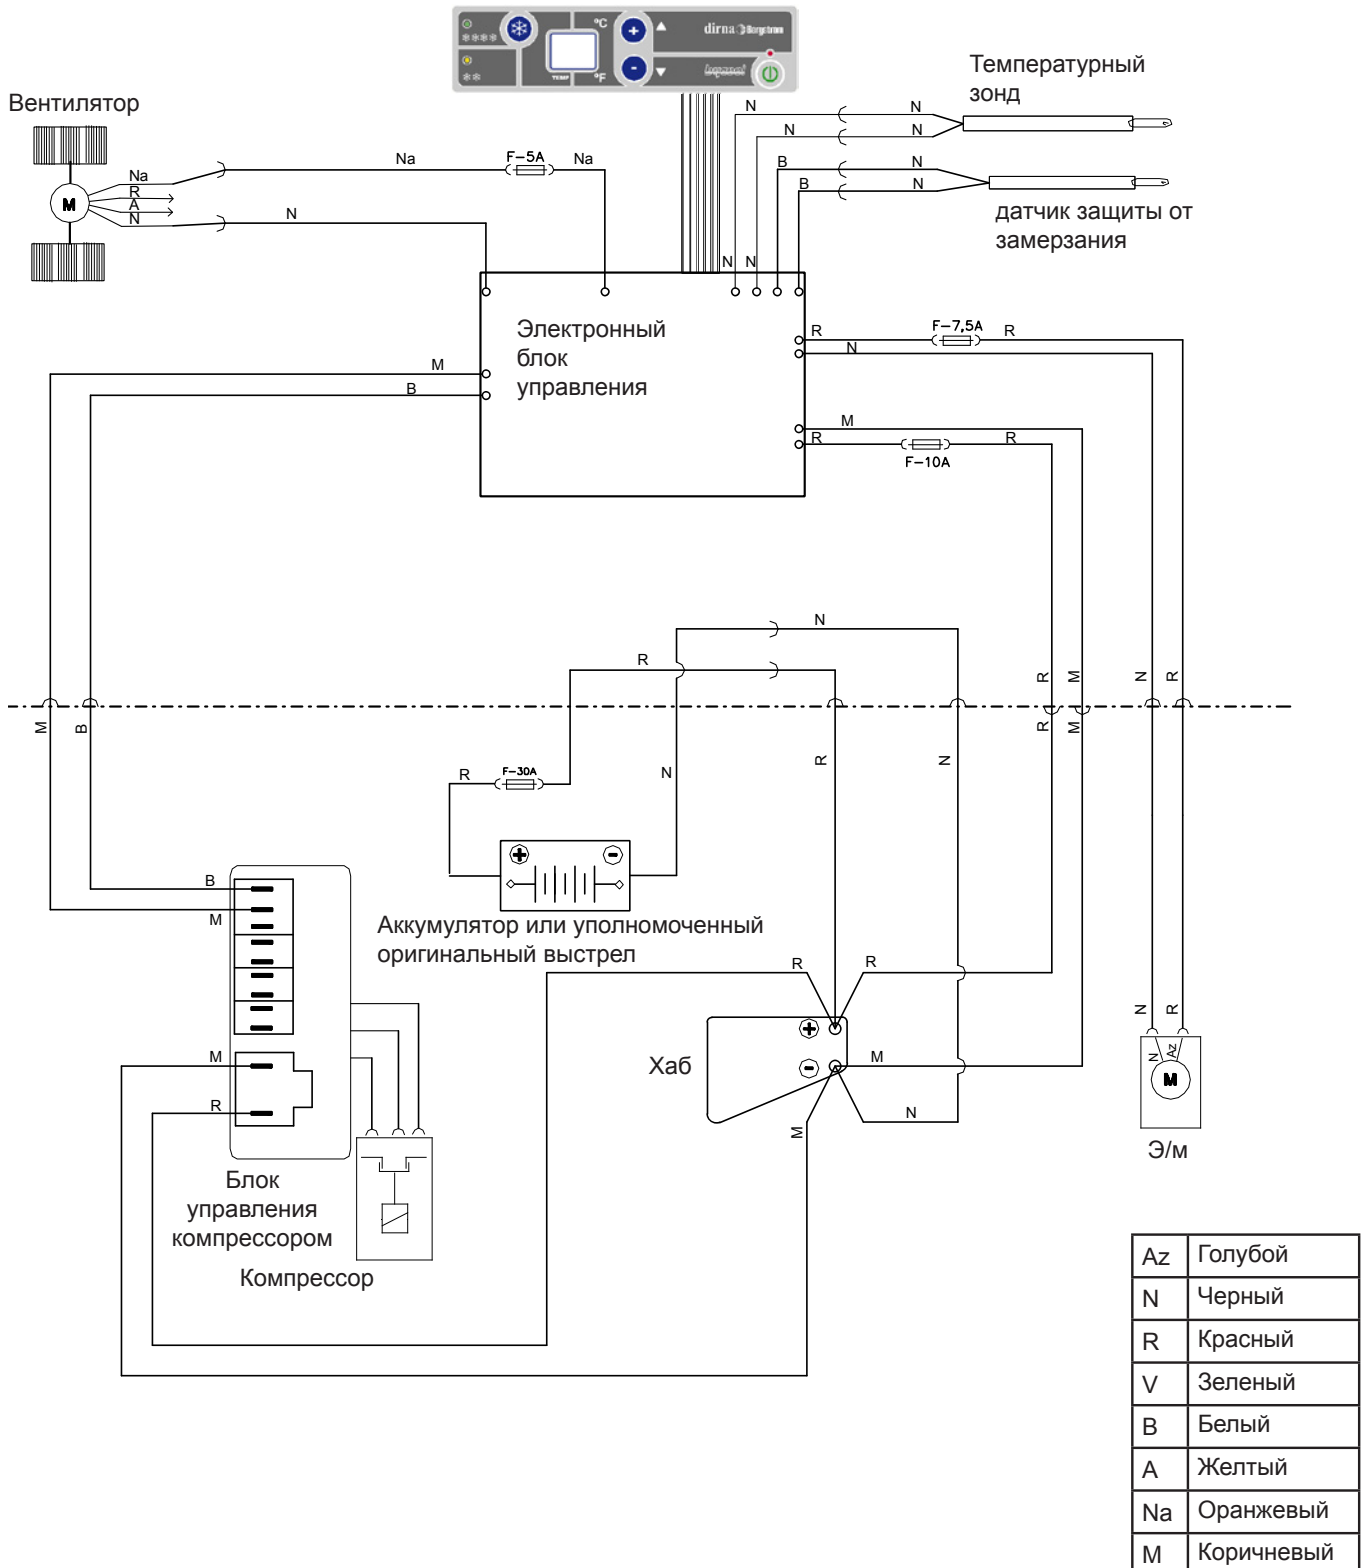 °C
°F
TEMP
+
-
dirna Bergstrom
Температурный
зонд
Вентилятор
N
N
N
N
F-5A
Na
Na
Na
R
A
N
N
M
B
N
B
N
датчик защиты от
замерзания
N
N
Электронный
блок
управления
R
F-7,5A
R
N
M
B
M
R
R
F-10A
N
R
R
M
N
R
M
B
R
M
R
F-30A
N
R
N
+
-
Аккумулятор или уполномоченный
оригинальный выстрел
B
M
R
R
N
R
Хаб
+
-
M
N
M
N
Az
M
Э/м
M
R
Блок
управления
компрессором
Компрессор
Az Голубой
N Черный
R Красный
V Зеленый
B Белый
A Желтый
Na Оранжевый
M Коричневый